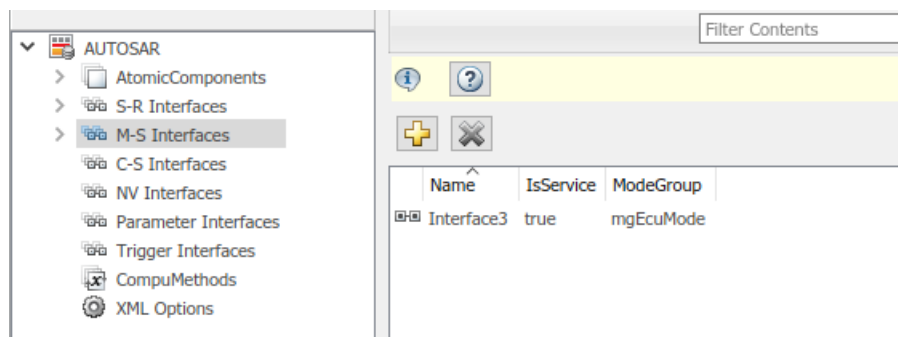 Filter Contents
AUTOSAR
AtomicComponents
S-R Interfaces
M-S Interfaces
C-S Interfaces
NV Interfaces
Parameter Interfaces
Trigger Interfaces
CompuMethods
XML Options
Name IsService ModeGroup
Interface3 true mgEcuMode